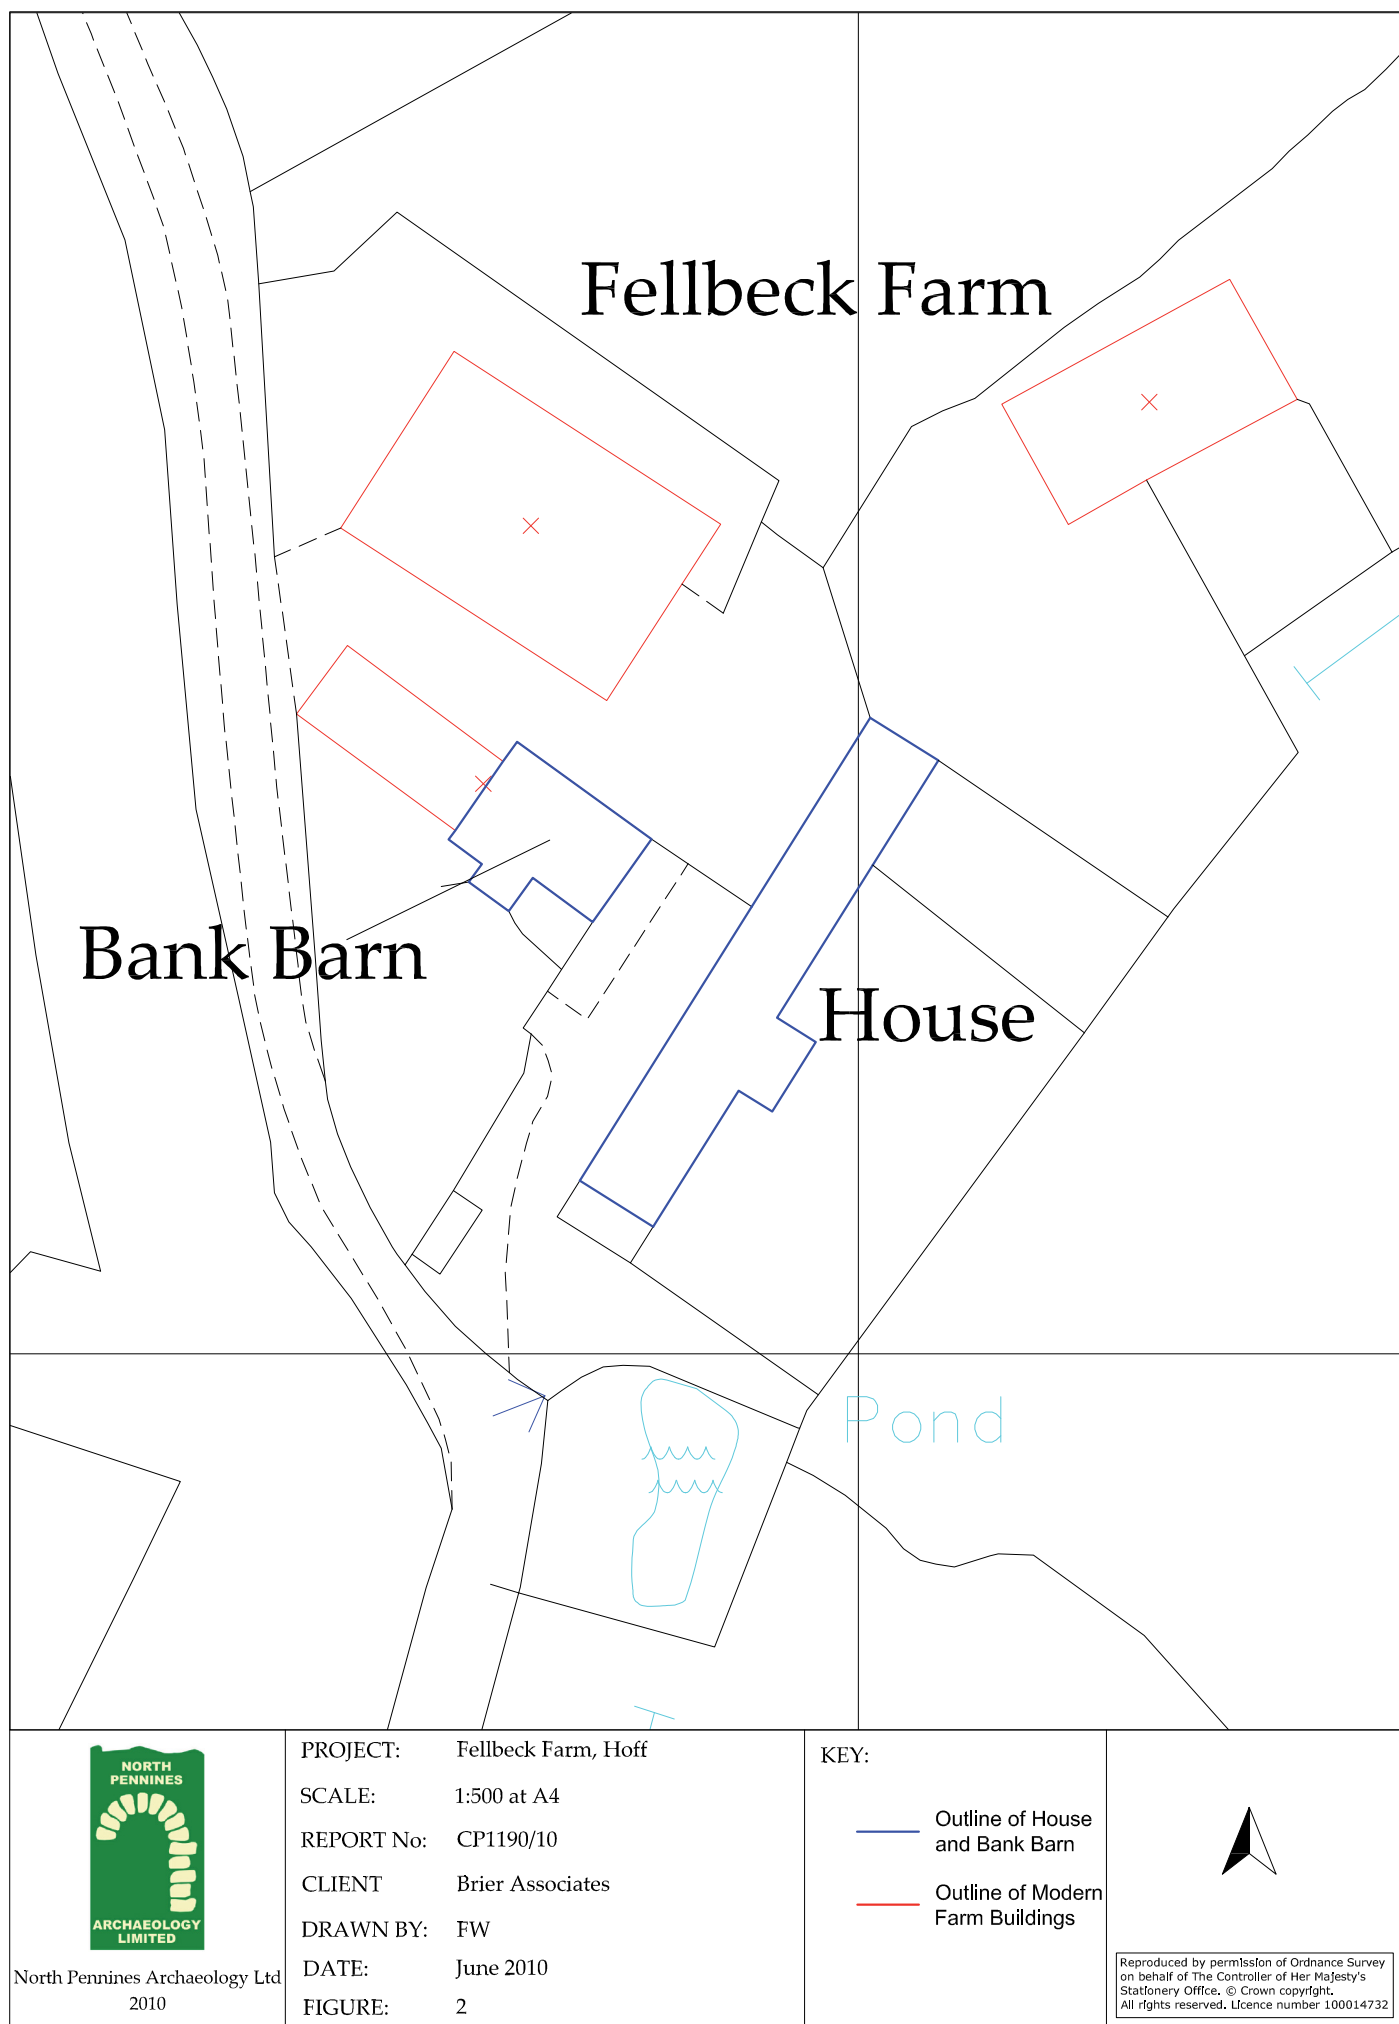 Fellbeck Farm
Bank Barn
House
Pond
NORTH
PENNINES
ARCHAEOLOGY
LIMITED
North Pennines Archaeology Ltd
2010
PROJECT: Fellbeck Farm, Hoff
SCALE: 1:500 at A4
REPORT No: CP1190/10
CLIENT Brier Associates
DRAWN BY: FW
DATE: June 2010
FIGURE: 2
KEY:
Outline of House
and Bank Barn
Outline of Modern
Farm Buildings
Reproduced by permission of Ordnance Survey
on behalf of The Controller of Her Majesty's
Stationery Office. © Crown copyright.
All rights reserved. Licence number 100014732